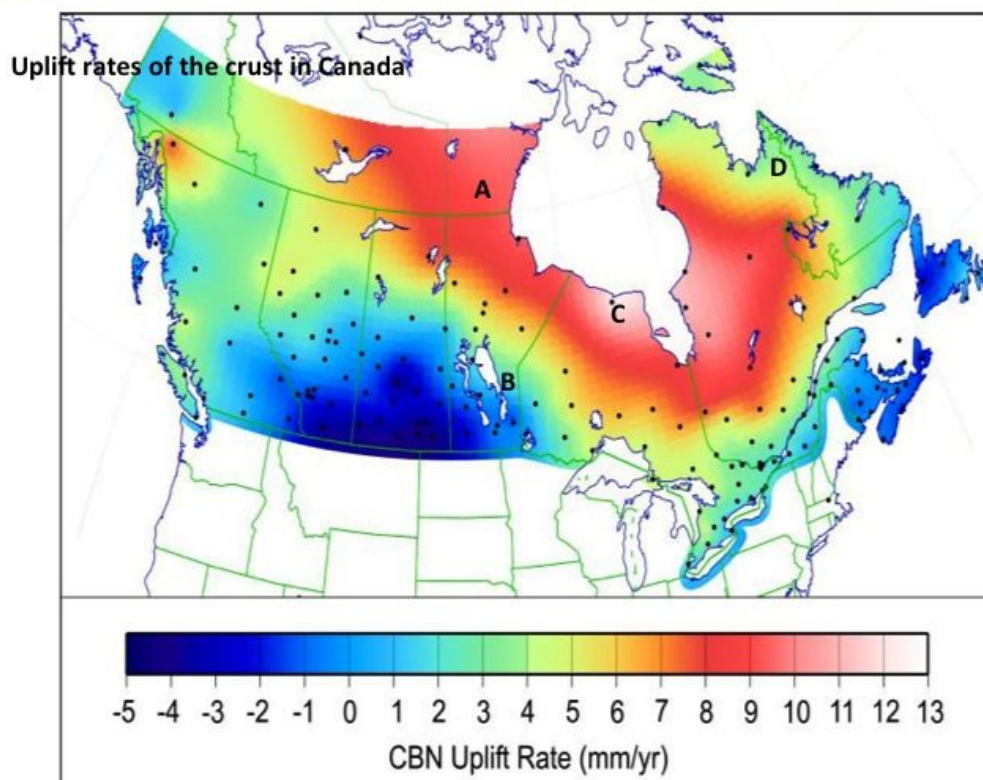 Uplift rates of the crust in Canada
A
D
C
B
-5 -4 -3 -2 -1 0 1 2 3 4 5 6 7 8 9 10 11 12 13
CBN Uplift Rate (mm/yr)